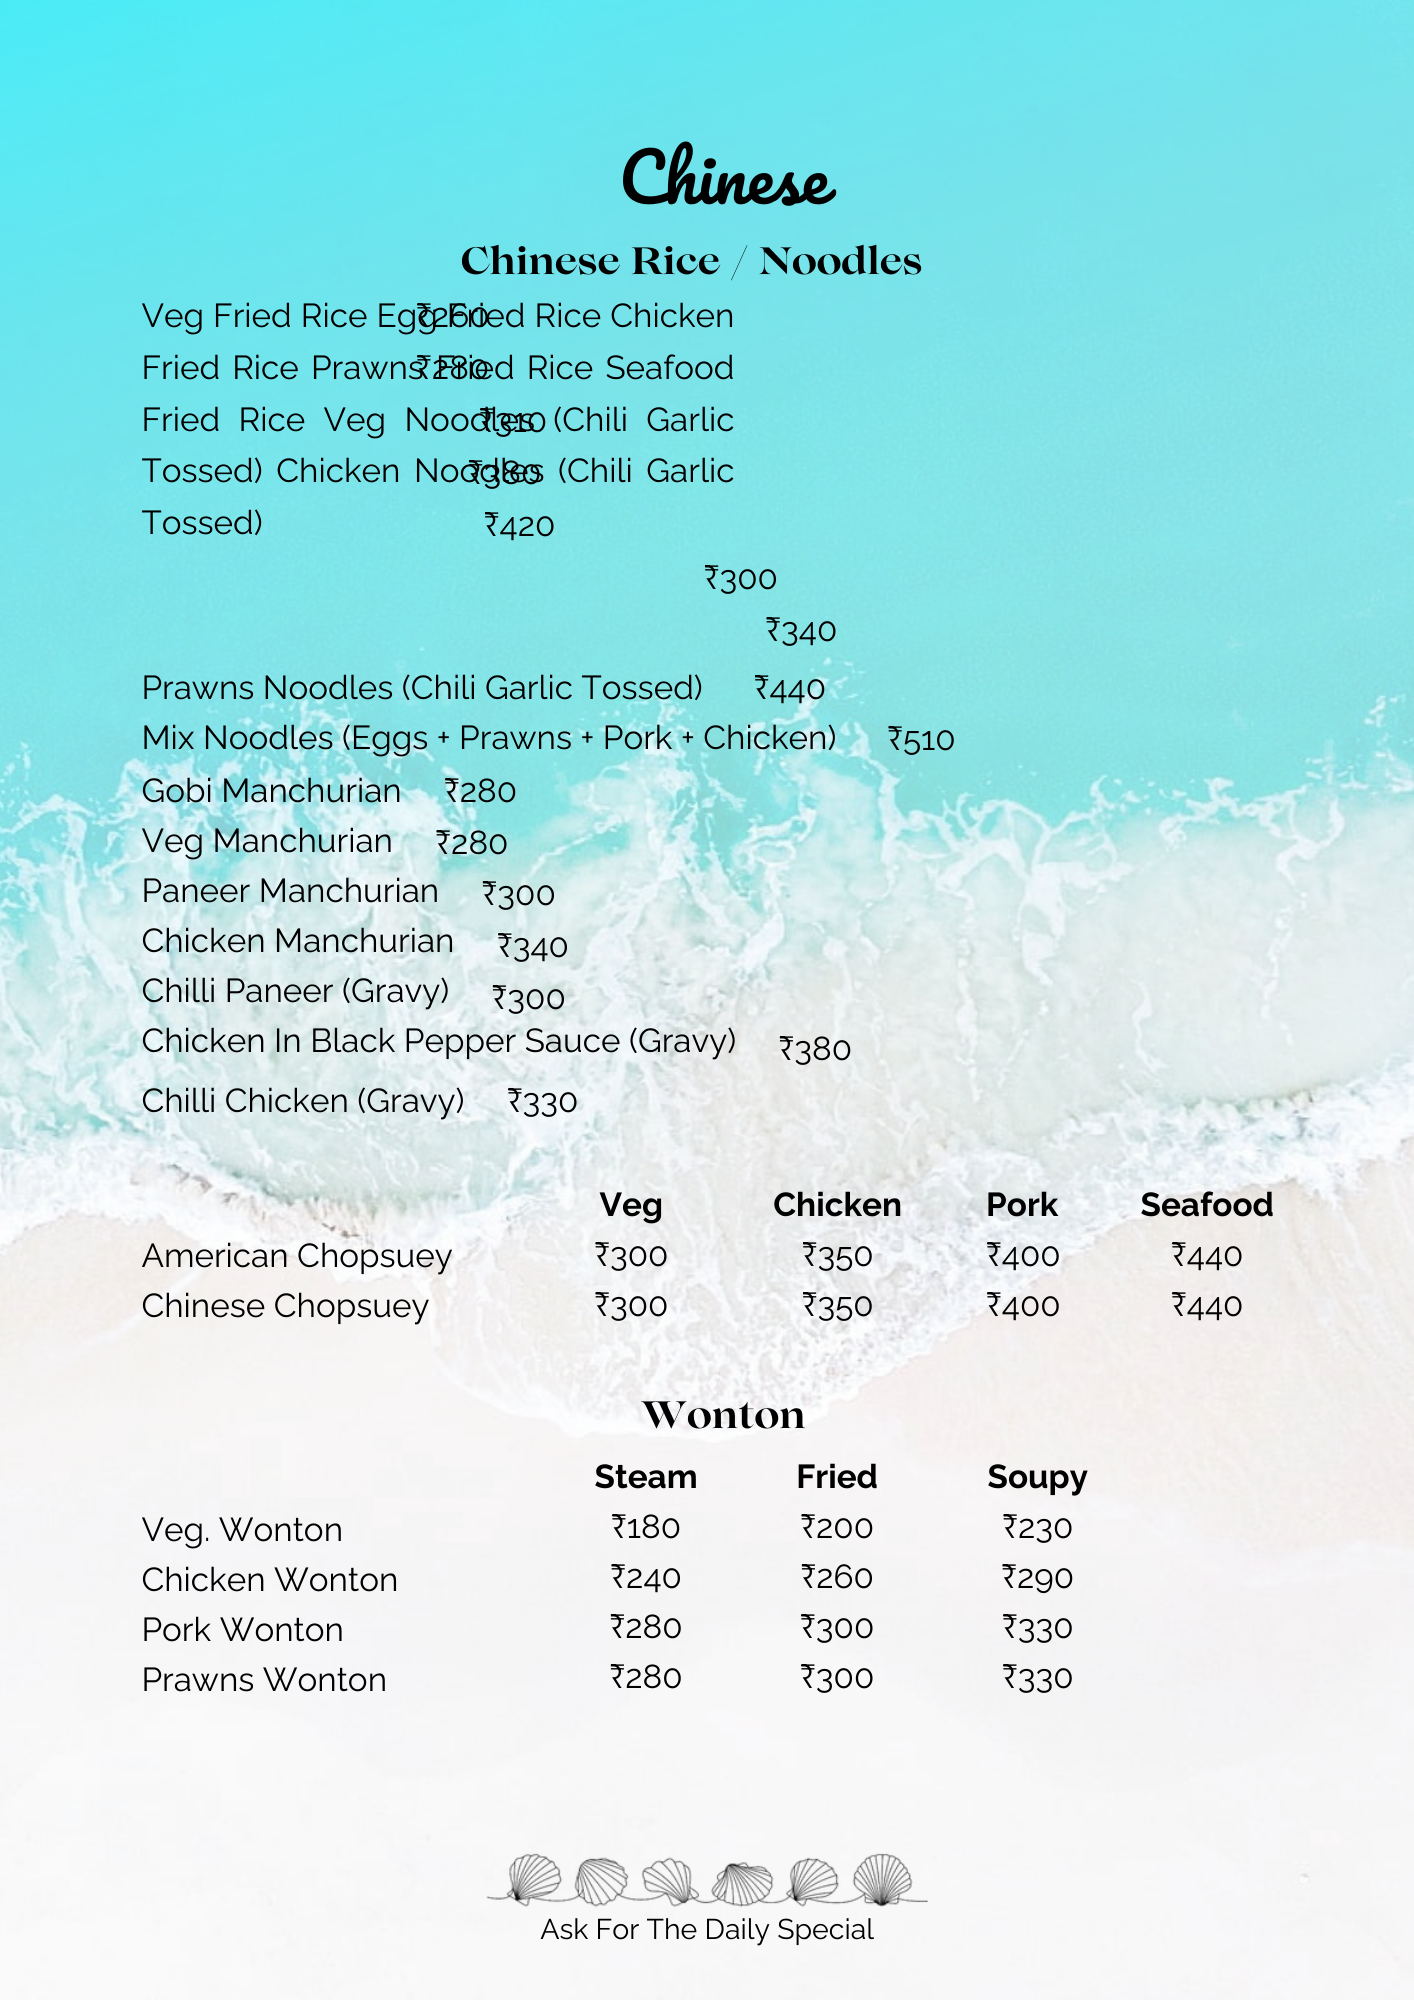 Chinese
Chinese Rice / Noodles
Veg Fried Rice Egg Fried Rice Chicken ₹260
Fried Rice Prawns Fried Rice Seafood ₹280
Fried Rice Veg Noodles (Chili Garlic ₹310
Tossed) Chicken Noodles (Chili Garlic ₹380
Tossed) ₹420
₹300
₹340
Prawns Noodles (Chili Garlic Tossed) ₹440
Mix Noodles (Eggs + Prawns + Pork + Chicken) ₹510
Gobi Manchurian ₹280
Veg Manchurian ₹280
Paneer Manchurian ₹300
Chicken Manchurian ₹340
Chilli Paneer (Gravy) ₹300
Chicken In Black Pepper Sauce (Gravy) ₹380
Chilli Chicken (Gravy) ₹330
Veg Chicken Pork Seafood
American Chopsuey ₹300 ₹350 ₹400 ₹440
Chinese Chopsuey ₹300 ₹350 ₹400 ₹440
Wonton
Steam Fried Soupy
Veg. Wonton ₹180 ₹200 ₹230
Chicken Wonton ₹240 ₹260 ₹290
Pork Wonton ₹280 ₹300 ₹330
Prawns Wonton ₹280 ₹300 ₹330
Ask For The Daily Special